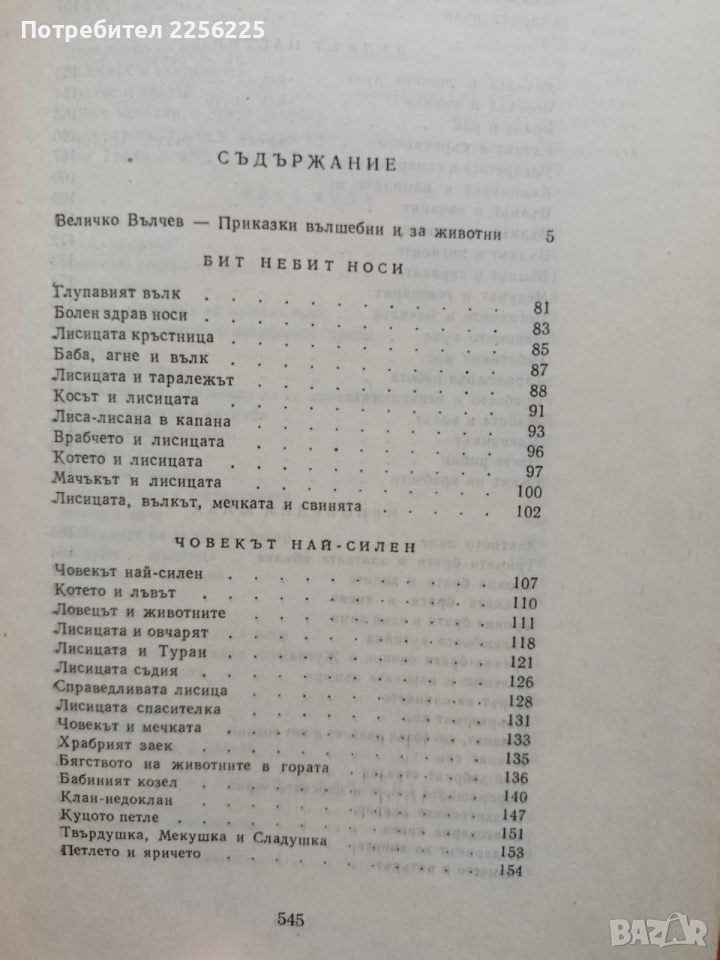 Потребител 2256225
СЪДЪРЖАНИЕ
Величко Вълчев — Приказки вълшебни и за животни 5
БИТ НЕБИТ НОСИ
Глупавият вълк . . . . . . . . . . . . 81
Болен здрав носи . . . . . . . . . . . . 83
Лисицата кръстница . . . . . . . . . . . 85
Баба, агне и вълк . . . . . . . . . . . 87
Лисицата и таралежът . . . . . . . . . . 88
Косът и лисицата . . . . . . . . . . . 91
Лиса-лисана в капана . . . . . . . . . . 93
Врабчето и лисицата . . . . . . . . . . 96
Котето и лисицата . . . . . . . . . . . 97
Мачъкът и лисицата . . . . . . . . . . 100
Лисицата, вълкът, мечката и свинята . . . . . . 102
ЧОВЕКЪТ НАЙ-СИЛЕН
Човекът най-силен . . . . . . . . . . . 107
Котето и лъвът . . . . . . . . . . . . 110
Ловецът и животните . . . . . . . . . . 111
Лисицата и овчарят . . . . . . . . . . 118
Лисицата и Туран . . . . . . . . . . . 121
Лисицата съдия . . . . . . . . . . . . 126
Справедливата лисица . . . . . . . . . . 128
Лисицата спасителка . . . . . . . . . . 131
Човекът и мечката . . . . . . . . . . . 133
Храбрият заек . . . . . . . . . . . . 135
Бягството на животните в гората . . . . . . . 136
Бабиният козел . . . . . . . . . . . . 140
Клан-недоклан . . . . . . . . . . . . 147
Куцото петле . . . . . . . . . . . . 151
Твърдушка, Мекушка и Сладушка . . . . . . . 153
Петлето и яричето . . . . . . . . . . . 154
545
BAZAR